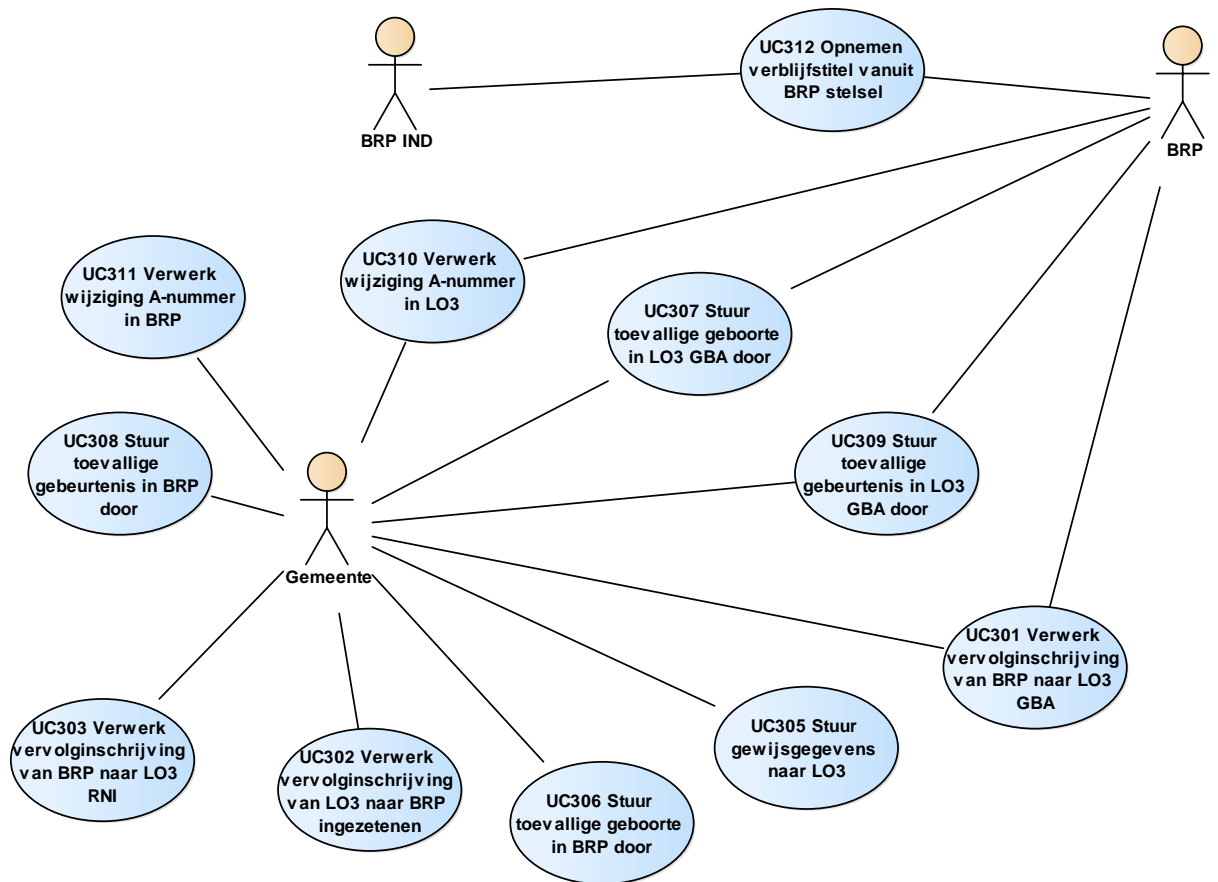 UC312 Opnemen
verblijfstitel vanuit
BRP stelsel
BRP IND
BRP
UC311 Verwerk
wijziging A-nummer
in BRP
UC310 Verwerk
wijziging A-nummer
in LO3
UC307 Stuur
toevallige geboorte
in LO3 GBA door
UC308 Stuur
toevallige
gebeurtenis in BRP
door
UC309 Stuur
toevallige
gebeurtenis in LO3
GBA door
Gemeente
UC301 Verwerk
vervolginschrijving
van BRP naar LO3
GBA
UC303 Verwerk
vervolginschrijving
van BRP naar LO3
RNI
UC302 Verwerk
vervolginschrijving
van LO3 naar BRP
ingezetenen
UC306 Stuur
toevallige geboorte
in BRP door
UC305 Stuur
gewijsgegevens
naar LO3